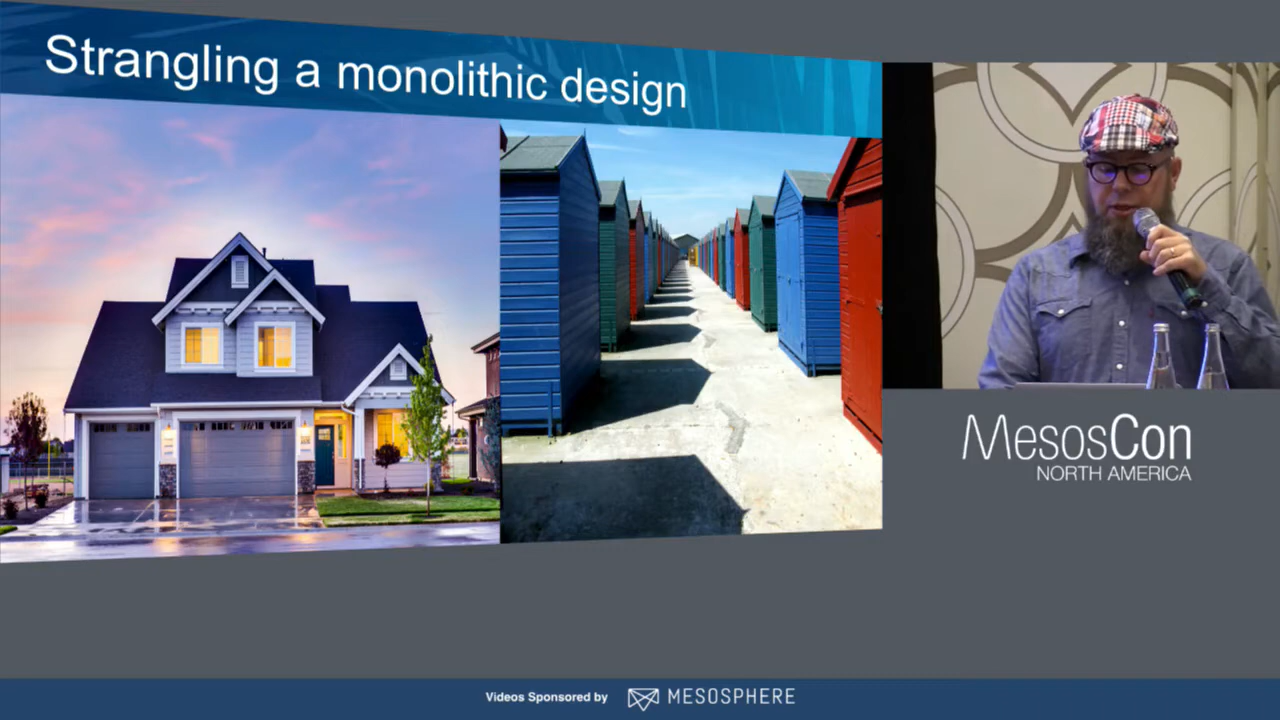 Strangling a monolithic design
MesosCon
NORTH AMERICA
Videos Sponsored by MESOSPHERE